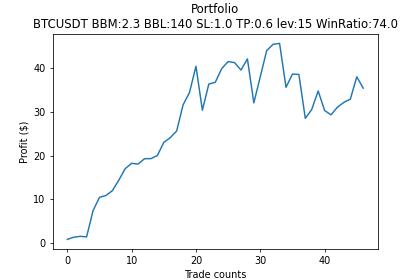 Portfolio
BTCUSDT BBM:2.3 BBL:140 SL:1.0 TP:0.6 lev:15 WinRatio:74.0
40
30
20
10
0
Profit ($)
0 10 20 30 40
Trade counts